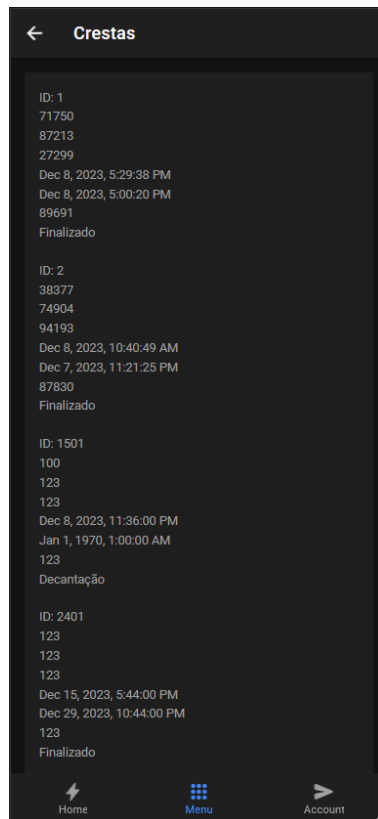 Crestas
ID: 1
71750
87213
27299
Dec 8, 2023, 5:29:38 PM
Dec 8, 2023, 5:00:20 PM
89691
Finalizado
ID: 2
38377
74904
94193
Dec 8, 2023, 10:40:49 AM
Dec 7, 2023, 11:21:25 PM
87830
Finalizado
ID: 1501
100
123
123
Dec 8, 2023, 11:36:00 PM
Jan 1, 1970, 1:00:00 AM
123
Decantação
ID: 2401
123
123
123
Dec 15, 2023, 5:44:00 PM
Dec 29, 2023, 10:44:00 PM
123
Finalizado
Home Menu Account